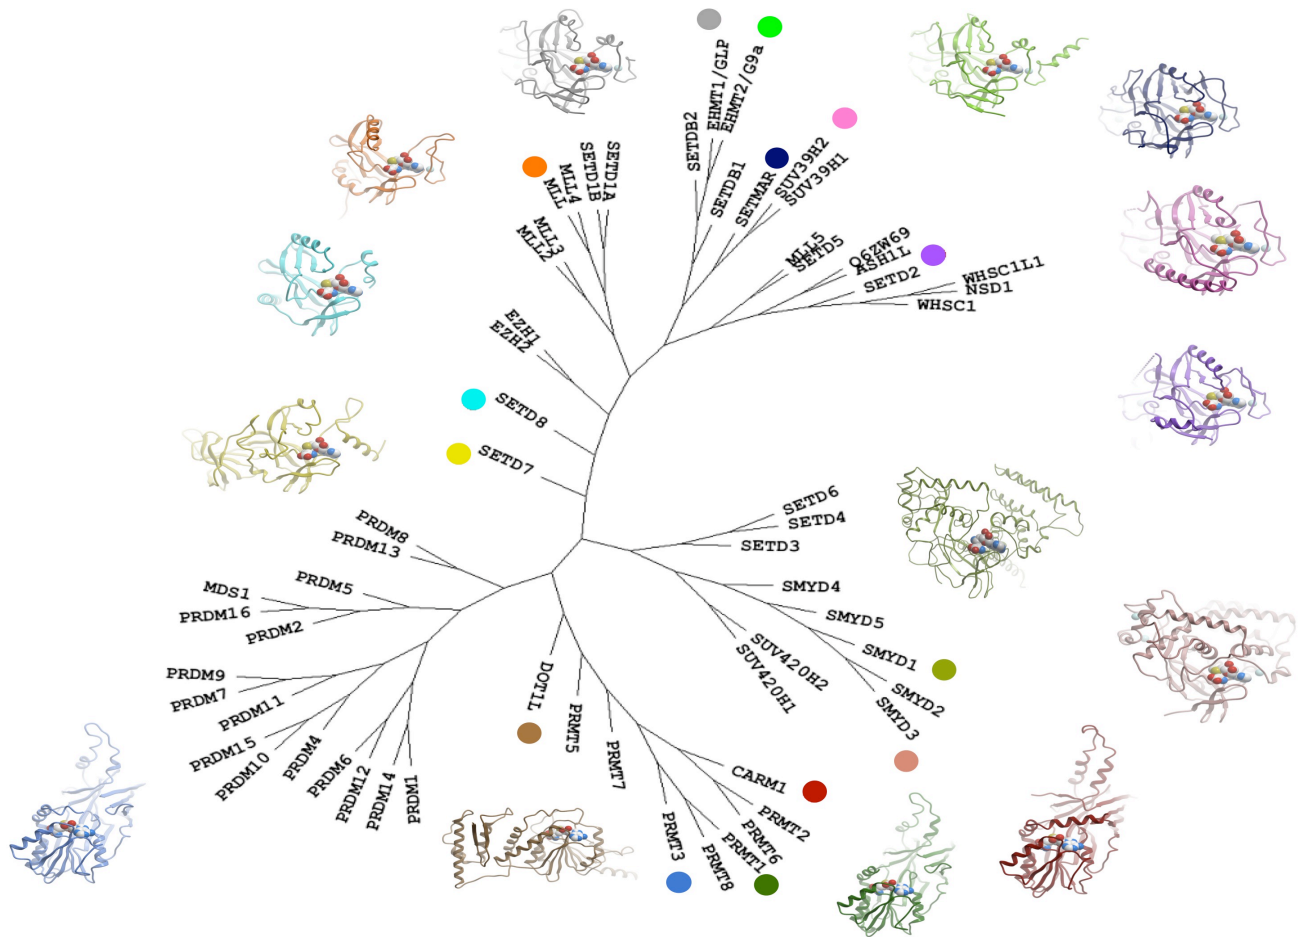 EHMT1/GLP
EHMT2/G9a
SETDB2
SETDB1
SETMAR
SUV39H2
SUV39H1
SETD1A
SETD1B
MLL4
MLL
MLL3
MLL2
MLL5
SETD5
Q6ZW69
ASH1L
SETD2
WHSC1L1
NSD1
WHSC1
EZH1
EZH2
SETD8
SETD7
SETD6
SETD4
SETD3
SMYD4
SMYD5
SMYD1
SMYD2
SMYD3
SUV420H2
SUV420H1
PRDM8
PRDM13
PRDM5
MDS1
PRDM16
PRDM2
PRDM9
PRDM7
PRDM11
PRDM15
PRDM10
PRDM4
PRDM6
PRDM12
PRDM14
PRDM1
DOT1L
PRMT5
PRMT7
CARM1
PRMT2
PRMT6
PRMT1
PRMT8
PRMT3